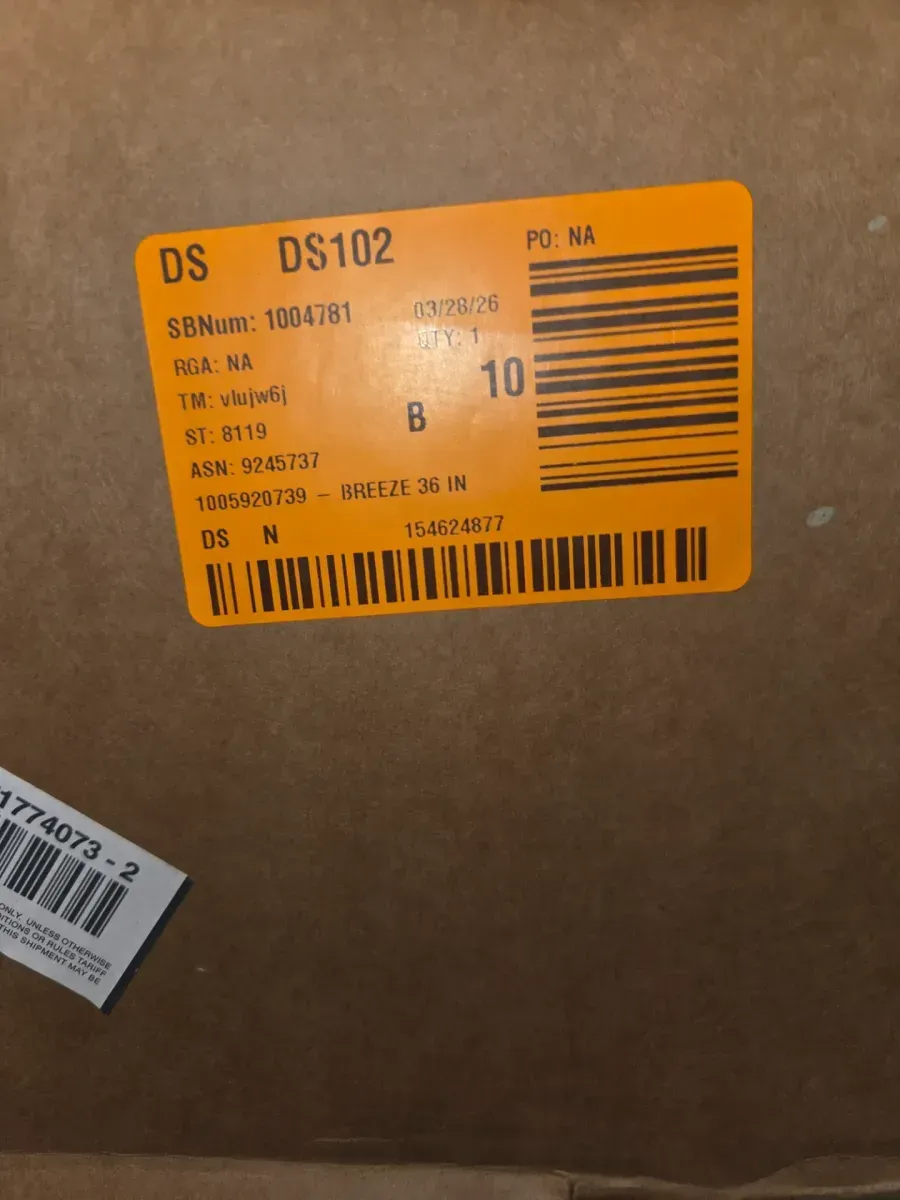 DS DS102
PO: NA
SBNum: 1004781 03/28/26
RGA: NA QTY: 1
TM: vlujw6j 10
ST: 8119 B
ASN: 9245737
1005920739 – BREEZE 36 IN
DS N 154624877
1774073 - 2
ONLY. UNLESS OTHERWISE
DITIONS OR RULES TARIFF
THIS SHIPMENT MAY BE